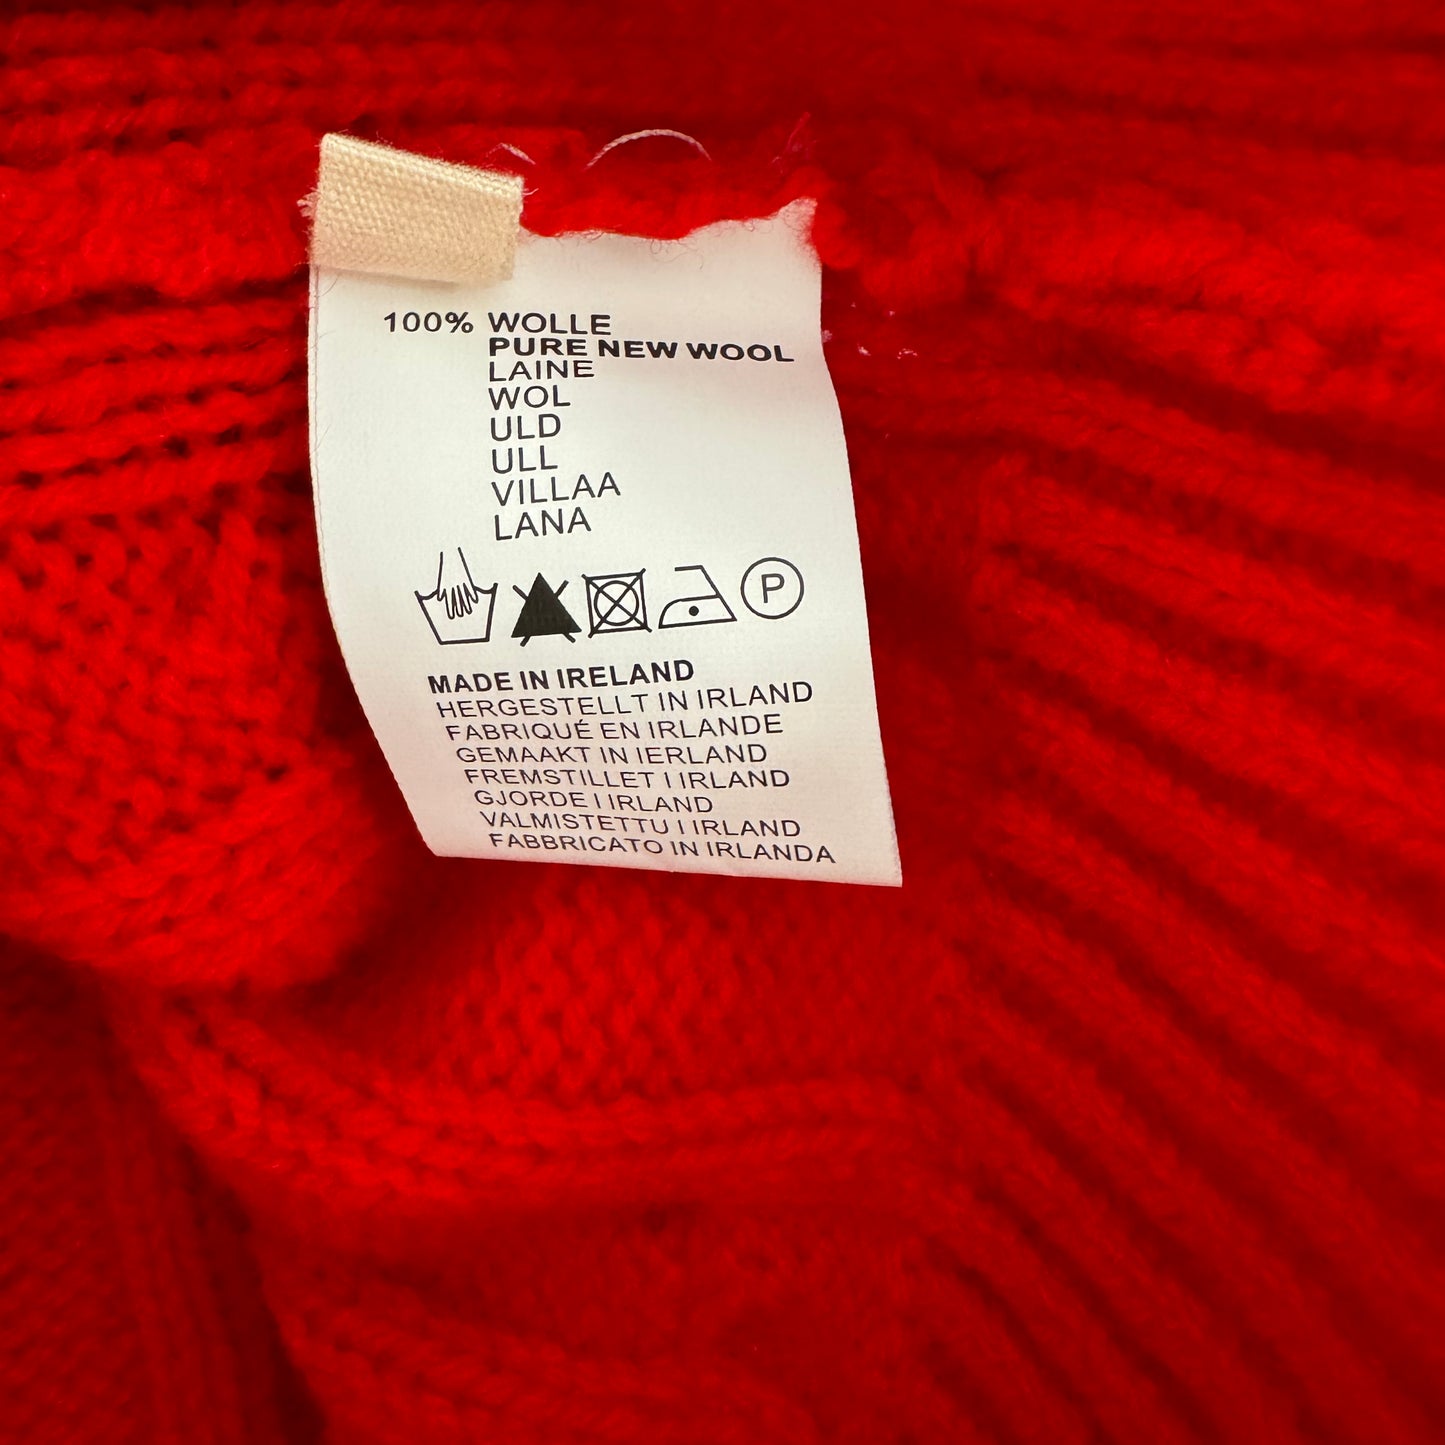 100% WOLLE
PURE NEW WOOL
LAINE
WOL
ULD
ULL
VILLAA
LANA
P
MADE IN IRELAND
HERGESTELLT IN IRLAND
FABRIQUÉ EN IRLANDE
GEMAAKT IN IERLAND
FREMSTILLET I IRLAND
GJORDE I IRLAND
VALMISTETTU I IRLAND
FABBRICATO IN IRLANDA